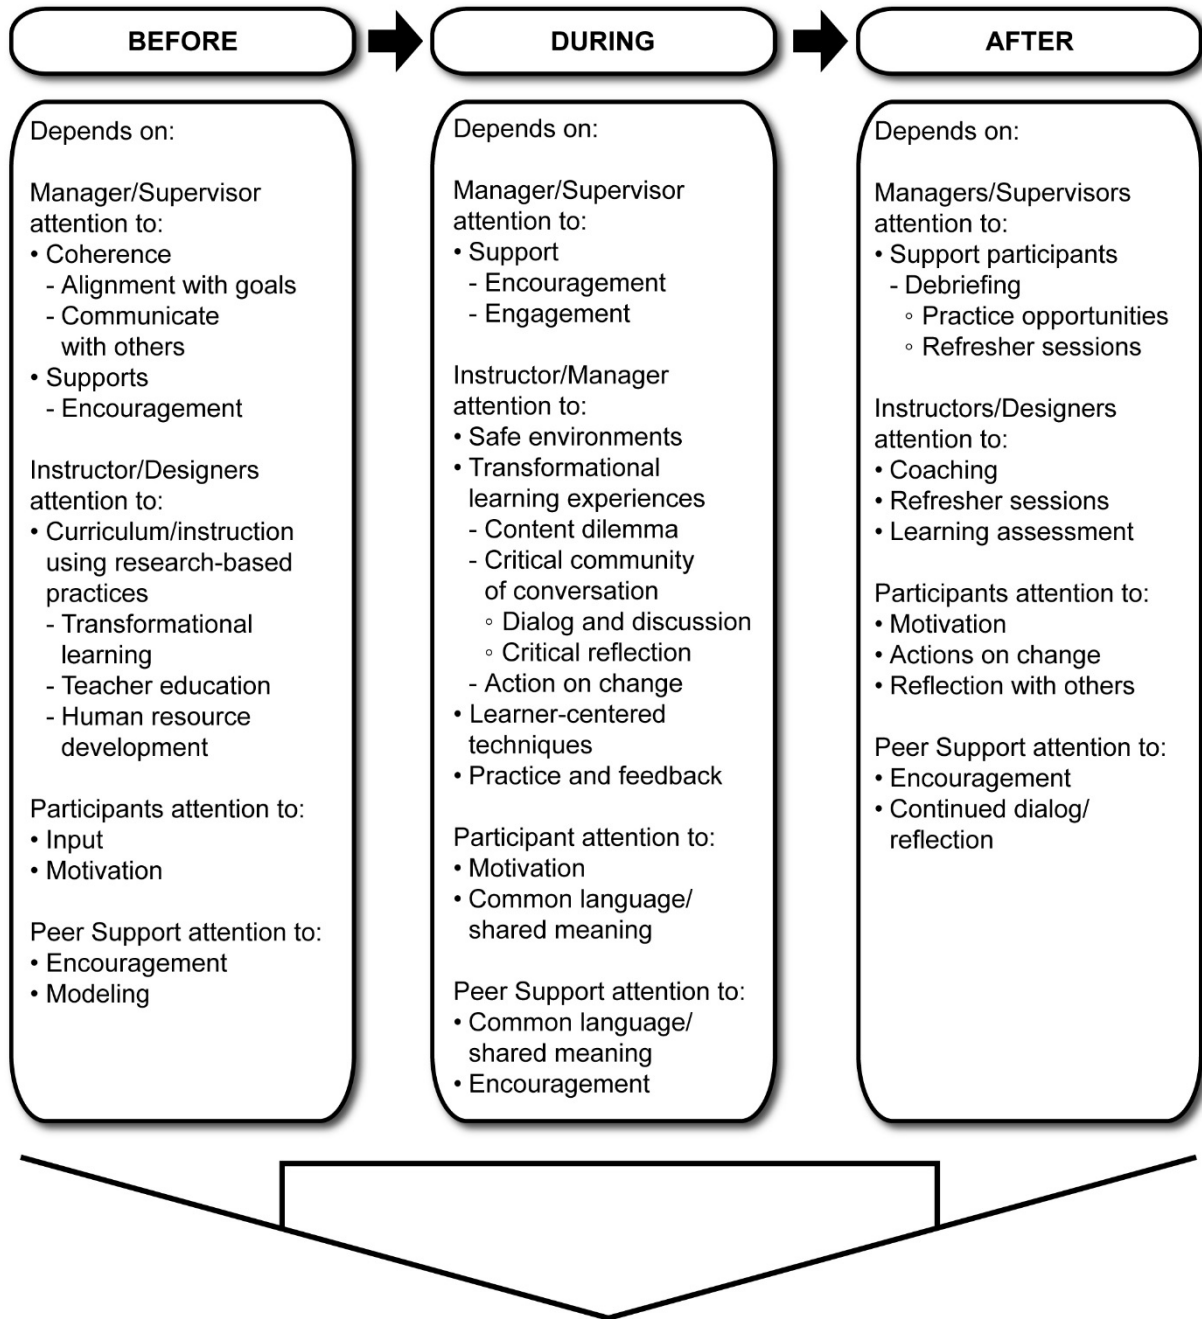 BEFORE
DURING
AFTER
Depends on:
Manager/Supervisor
attention to:
• Coherence
- Alignment with goals
- Communicate
with others
• Supports
- Encouragement
Instructor/Designers
attention to:
• Curriculum/instruction
using research-based
practices
- Transformational
learning
- Teacher education
- Human resource
development
Participants attention to:
• Input
• Motivation
Peer Support attention to:
• Encouragement
• Modeling
Depends on:
Manager/Supervisor
attention to:
• Support
- Encouragement
- Engagement
Instructor/Manager
attention to:
• Safe environments
• Transformational
learning experiences
- Content dilemma
- Critical community
of conversation
◦ Dialog and discussion
◦ Critical reflection
- Action on change
• Learner-centered
techniques
• Practice and feedback
Participant attention to:
• Motivation
• Common language/
shared meaning
Peer Support attention to:
• Common language/
shared meaning
• Encouragement
Depends on:
Managers/Supervisors
attention to:
• Support participants
- Debriefing
◦ Practice opportunities
◦ Refresher sessions
Instructors/Designers
attention to:
• Coaching
• Refresher sessions
• Learning assessment
Participants attention to:
• Motivation
• Actions on change
• Reflection with others
Peer Support attention to:
• Encouragement
• Continued dialog/
reflection